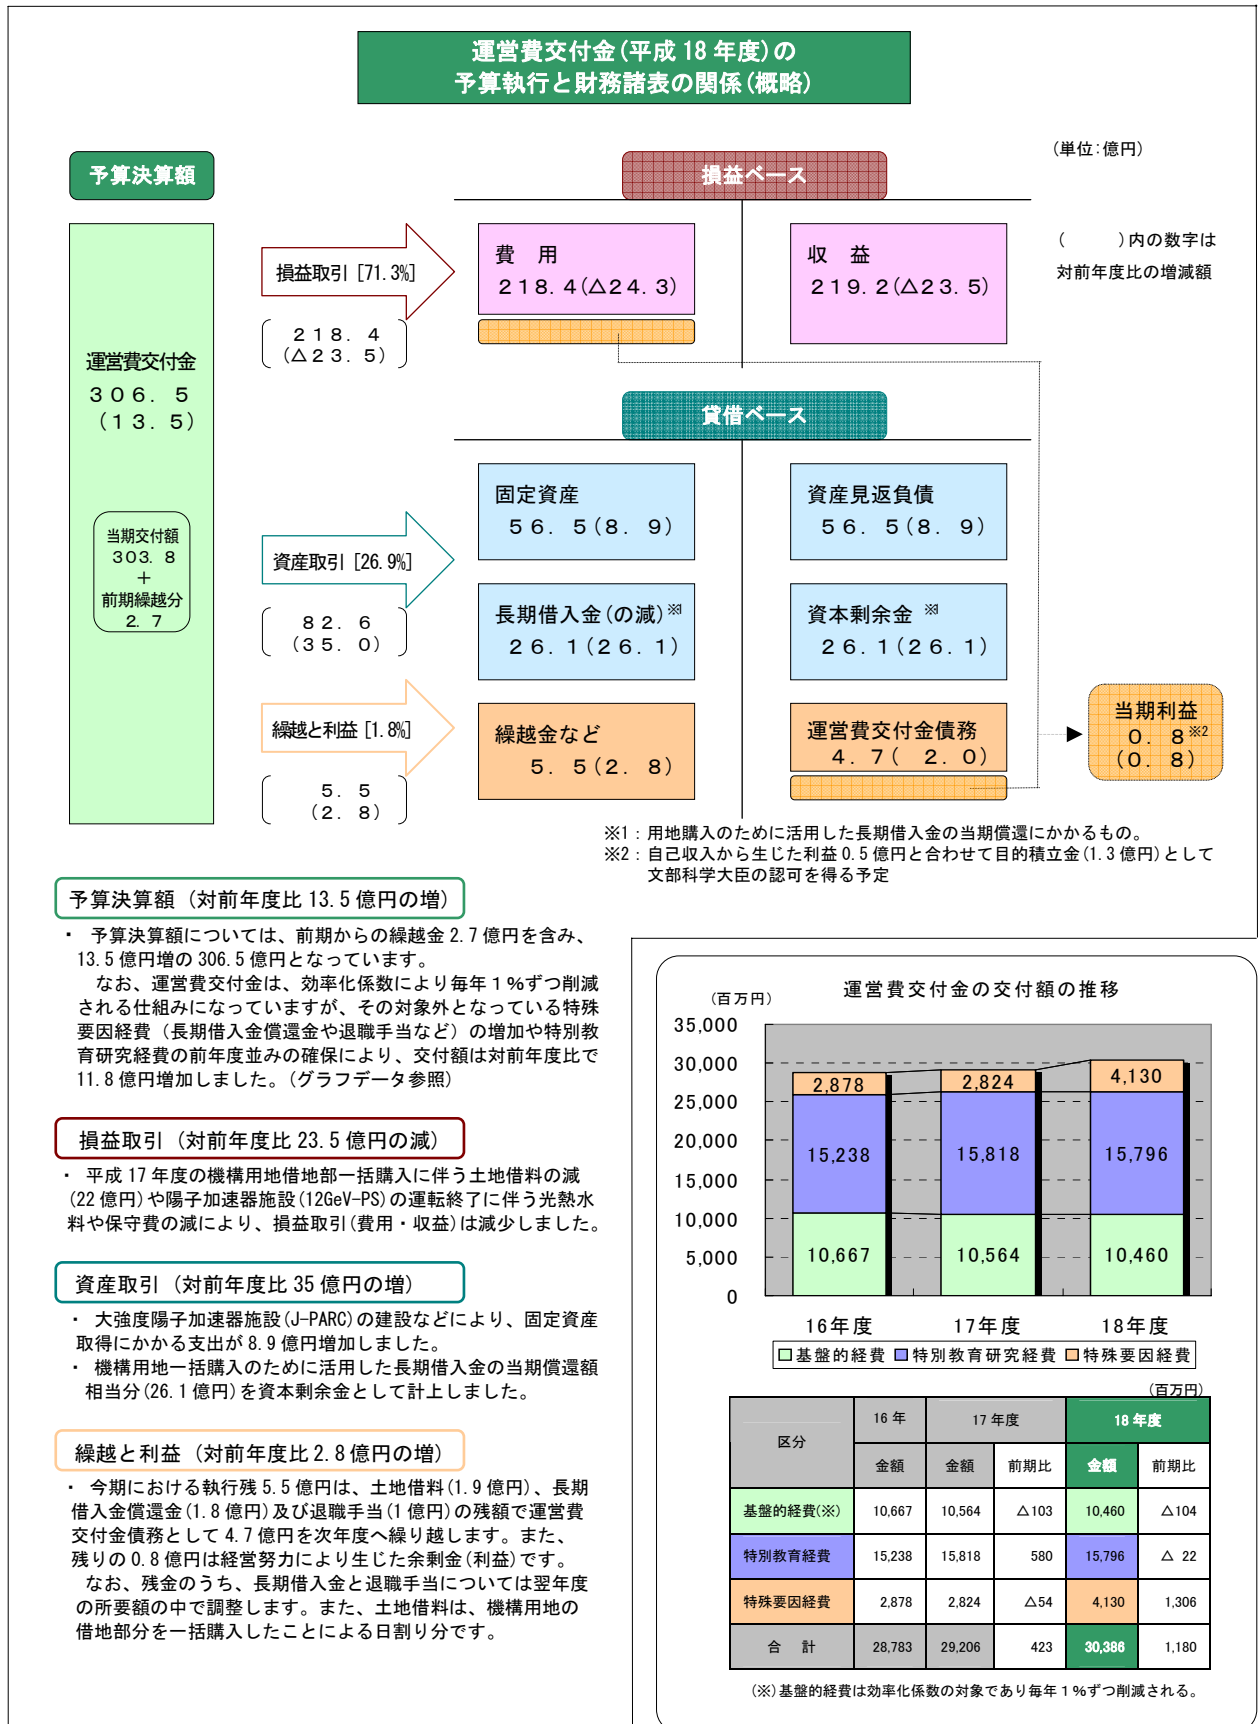 運営費交付金(平成18年度)の
予算執行と財務諸表の関係(概略)
(単位:億円)
予算決算額
損益ベース
(　　　)内の数字は
対前年度比の増減額
損益取引 [71.3%]
218.4
(△23.5)
費　用
218.4(△24.3)
収　益
219.2(△23.5)
運営費交付金
306.5
(13.5)
当期交付額
303.8
+
前期繰越分
2.7
貸借ベース
資産取引 [26.9%]
82.6
(35.0)
固定資産
56.5(8.9)
資産見返負債
56.5(8.9)
長期借入金(の減)※1
26.1(26.1)
資本剰余金 ※1
26.1(26.1)
繰越と利益 [1.8%]
5.5
(2.8)
繰越金など
5.5(2.8)
運営費交付金債務
4.7( 2.0)
当期利益
0.8※2
(0.8)
※1:用地購入のために活用した長期借入金の当期償還にかかるもの。
※2:自己収入から生じた利益0.5億円と合わせて目的積立金(1.3億円)として
文部科学大臣の認可を得る予定
予算決算額(対前年度比13.5億円の増)
・ 予算決算額については、前期からの繰越金2.7億円を含み、
13.5億円増の306.5億円となっています。
なお、運営費交付金は、効率化係数により毎年1%ずつ削減
される仕組みになっていますが、その対象外となっている特殊
要因経費(長期借入金償還金や退職手当など)の増加や特別教
育研究経費の前年度並みの確保により、交付額は対前年度比で
11.8億円増加しました。(グラフデータ参照)
損益取引(対前年度比23.5億円の減)
・ 平成17年度の機構用地借地部一括購入に伴う土地借料の減
(22億円)や陽子加速器施設(12GeV-PS)の運転終了に伴う光熱水
料や保守費の減により、損益取引(費用・収益)は減少しました。
資産取引(対前年度比35億円の増)
・ 大強度陽子加速器施設(J-PARC)の建設などにより、固定資産
取得にかかる支出が8.9億円増加しました。
・ 機構用地一括購入のために活用した長期借入金の当期償還額
相当分(26.1億円)を資本剰余金として計上しました。
繰越と利益(対前年度比2.8億円の増)
・ 今期における執行残5.5億円は、土地借料(1.9億円)、長期
借入金償還金(1.8億円)及び退職手当(1億円)の残額で運営費
交付金債務として4.7億円を次年度へ繰り越します。また、
残りの0.8億円は経営努力により生じた余剰金(利益)です。
なお、残金のうち、長期借入金と退職手当については翌年度
の所要額の中で調整します。また、土地借料は、機構用地の
借地部分を一括購入したことによる日割り分です。
運営費交付金の交付額の推移
(百万円)
35,000
30,000
25,000
20,000
15,000
10,000
5,000
0
2,878 2,824 4,130
15,238 15,818 15,796
10,667 10,564 10,460
16年度 17年度 18年度
基盤的経費 特別教育研究経費 特殊要因経費
(百万円)
区分 16年 17年度 18年度
金額 金額 前期比 金額 前期比
基盤的経費(※) 10,667 10,564 △103 10,460 △104
特別教育経費 15,238 15,818 580 15,796 △ 22
特殊要因経費 2,878 2,824 △54 4,130 1,306
合　計 28,783 29,206 423 30,386 1,180
(※)基盤的経費は効率化係数の対象であり毎年1%ずつ削減される。